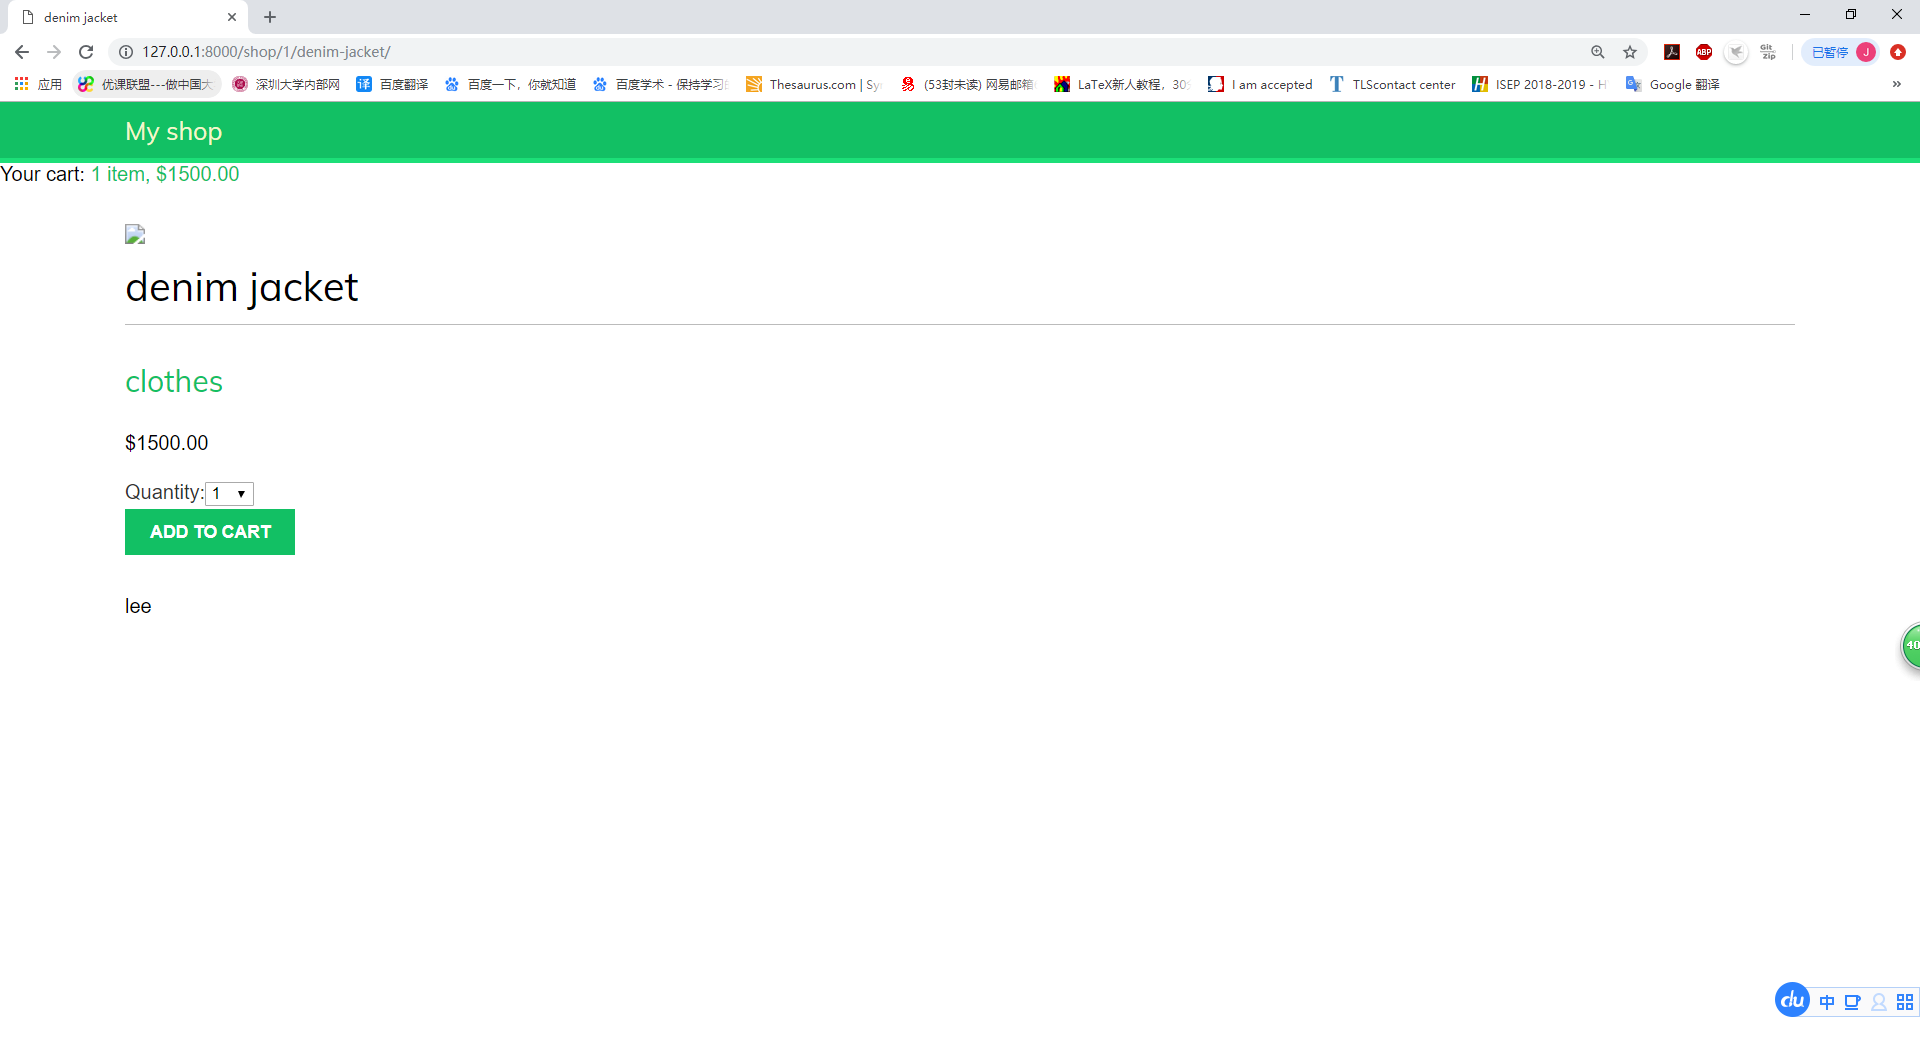 denim jacket
127.0.0.1:8000/shop/1/denim-jacket/
ABP
Git
Zip
已暂停
J
应用
优课联盟---做中国大
深圳大学内部网
译
百度翻译
百度一下，你就知道
百度学术 - 保持学习
Thesaurus.com | Sy
(53封未读) 网易邮箱
LaTeX新人教程，30
I am accepted
T
TLScontact center
H
ISEP 2018-2019 - H
G
Google 翻译
»
My shop
Your cart: 1 item, $1500.00
denim jacket
clothes
$1500.00
Quantity: 1
ADD TO CART
lee
40
du
中